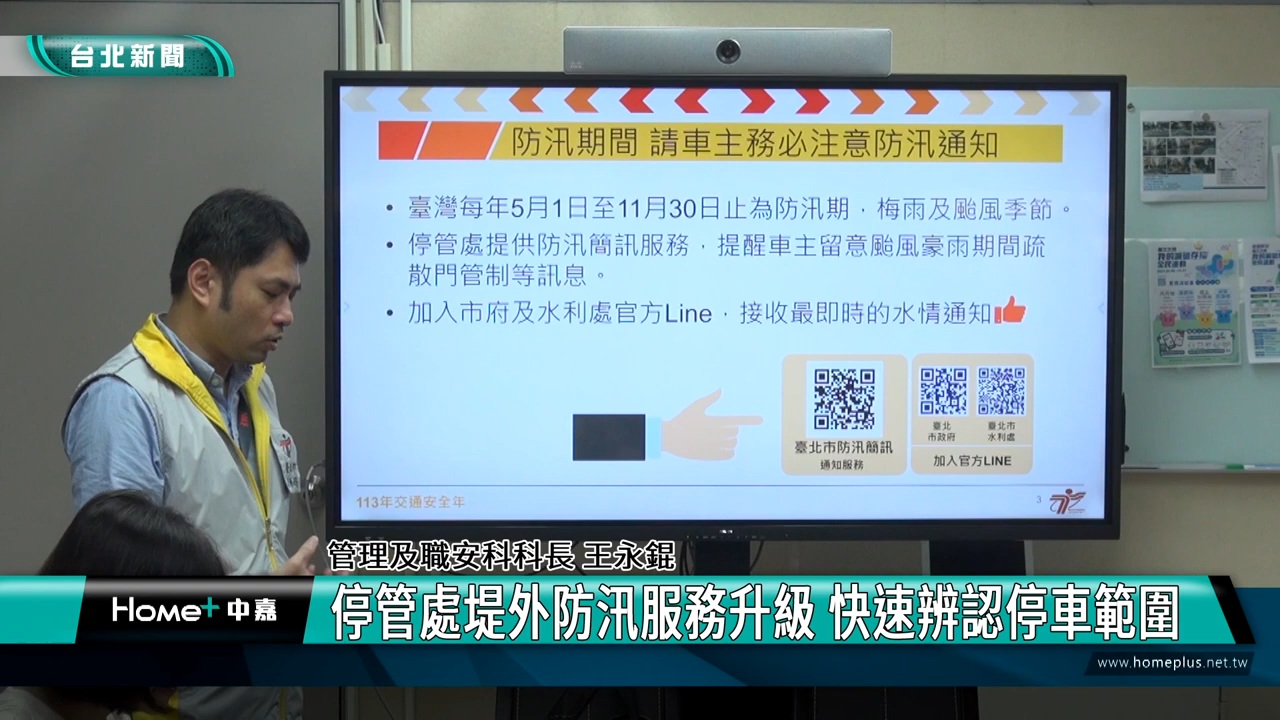 台北新聞
防汛期間 請車主務必注意防汛通知
• 臺灣每年5月1日至11月30日止為防汛期，梅雨及颱風季節。
• 停管處提供防汛簡訊服務，提醒車主留意颱風豪雨期間疏
散門管制等訊息。
• 加入市府及水利處官方Line，接收最即時的水情通知
臺北市防汛簡訊
通知服務
臺北
市政府
臺北市
水利處
加入官方LINE
113年交通安全年
3
管理及職安科科長 王永錕
Home+ 中嘉
停管處堤外防汛服務升級 快速辨認停車範圍
www.homeplus.net.tw